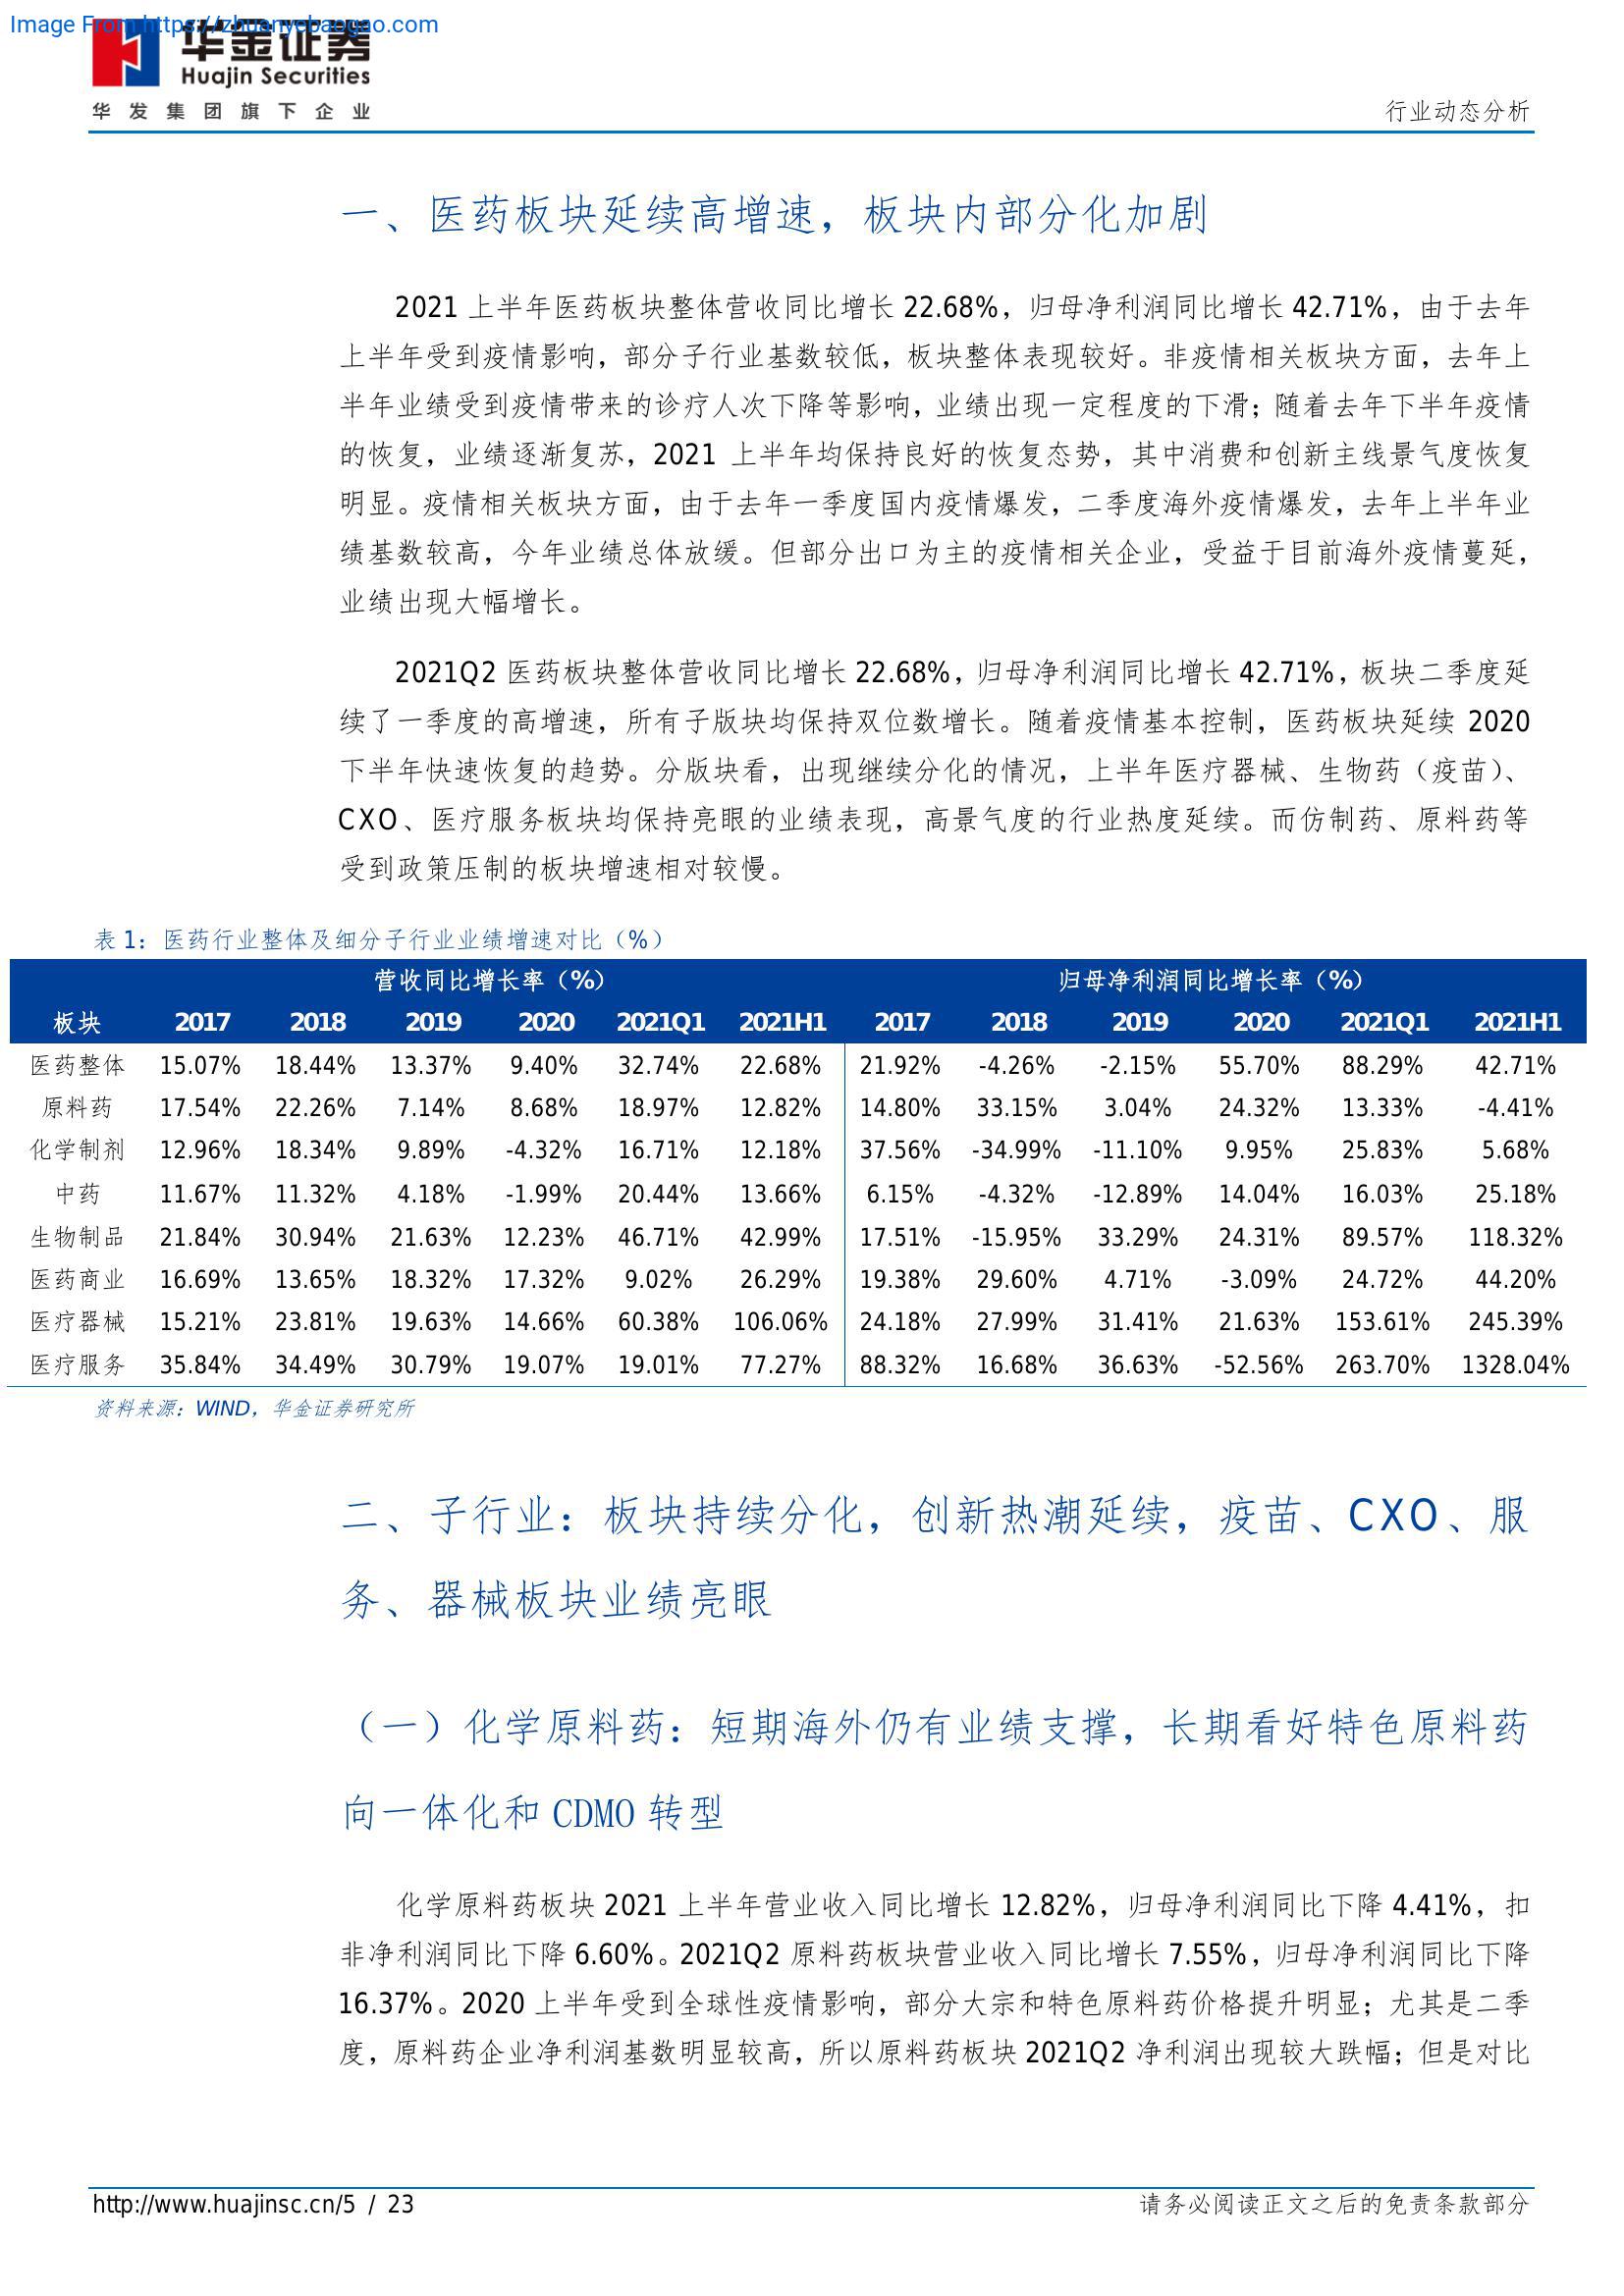 Image From https://zhuanyebaogao.com
华金证券
Huajin Securities
华发集团旗下企业
行业动态分析
一、医药板块延续高增速，板块内部分化加剧
2021 上半年医药板块整体营收同比增长 22.68%，归母净利润同比增长 42.71%，由于去年
上半年受到疫情影响，部分子行业基数较低，板块整体表现较好。非疫情相关板块方面，去年上
半年业绩受到疫情带来的诊疗人次下降等影响，业绩出现一定程度的下滑；随着去年下半年疫情
的恢复，业绩逐渐复苏，2021 上半年均保持良好的恢复态势，其中消费和创新主线景气度恢复
明显。疫情相关板块方面，由于去年一季度国内疫情爆发，二季度海外疫情爆发，去年上半年业
绩基数较高，今年业绩总体放缓。但部分出口为主的疫情相关企业，受益于目前海外疫情蔓延，
业绩出现大幅增长。
2021Q2 医药板块整体营收同比增长 22.68%，归母净利润同比增长 42.71%，板块二季度延
续了一季度的高增速，所有子版块均保持双位数增长。随着疫情基本控制，医药板块延续 2020
下半年快速恢复的趋势。分版块看，出现继续分化的情况，上半年医疗器械、生物药（疫苗）、
CXO、医疗服务板块均保持亮眼的业绩表现，高景气度的行业热度延续。而仿制药、原料药等
受到政策压制的板块增速相对较慢。
表 1：医药行业整体及细分子行业业绩增速对比（%）
营收同比增长率（%） 归母净利润同比增长率（%）
板块 2017 2018 2019 2020 2021Q1 2021H1 2017 2018 2019 2020 2021Q1 2021H1
医药整体 15.07% 18.44% 13.37% 9.40% 32.74% 22.68% 21.92% -4.26% -2.15% 55.70% 88.29% 42.71%
原料药 17.54% 22.26% 7.14% 8.68% 18.97% 12.82% 14.80% 33.15% 3.04% 24.32% 13.33% -4.41%
化学制剂 12.96% 18.34% 9.89% -4.32% 16.71% 12.18% 37.56% -34.99% -11.10% 9.95% 25.83% 5.68%
中药 11.67% 11.32% 4.18% -1.99% 20.44% 13.66% 6.15% -4.32% -12.89% 14.04% 16.03% 25.18%
生物制品 21.84% 30.94% 21.63% 12.23% 46.71% 42.99% 17.51% -15.95% 33.29% 24.31% 89.57% 118.32%
医药商业 16.69% 13.65% 18.32% 17.32% 9.02% 26.29% 19.38% 29.60% 4.71% -3.09% 24.72% 44.20%
医疗器械 15.21% 23.81% 19.63% 14.66% 60.38% 106.06% 24.18% 27.99% 31.41% 21.63% 153.61% 245.39%
医疗服务 35.84% 34.49% 30.79% 19.07% 19.01% 77.27% 88.32% 16.68% 36.63% -52.56% 263.70% 1328.04%
资料来源：WIND，华金证券研究所
二、子行业：板块持续分化，创新热潮延续，疫苗、CXO、服
务、器械板块业绩亮眼
（一）化学原料药：短期海外仍有业绩支撑，长期看好特色原料药
向一体化和 CDMO 转型
化学原料药板块 2021 上半年营业收入同比增长 12.82%，归母净利润同比下降 4.41%，扣
非净利润同比下降 6.60%。2021Q2 原料药板块营业收入同比增长 7.55%，归母净利润同比下降
16.37%。2020 上半年受到全球性疫情影响，部分大宗和特色原料药价格提升明显；尤其是二季
度，原料药企业净利润基数明显较高，所以原料药板块 2021Q2 净利润出现较大跌幅；但是对比
http://www.huajinsc.cn/5 / 23
请务必阅读正文之后的免责条款部分